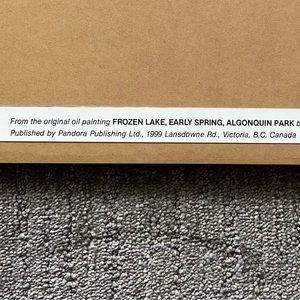 From the original oil painting FROZEN LAKE, EARLY SPRING, ALGONQUIN PARK
Published by Pandora Publishing Ltd., 1999 Lansdowne Rd., Victoria, B.C. Canada